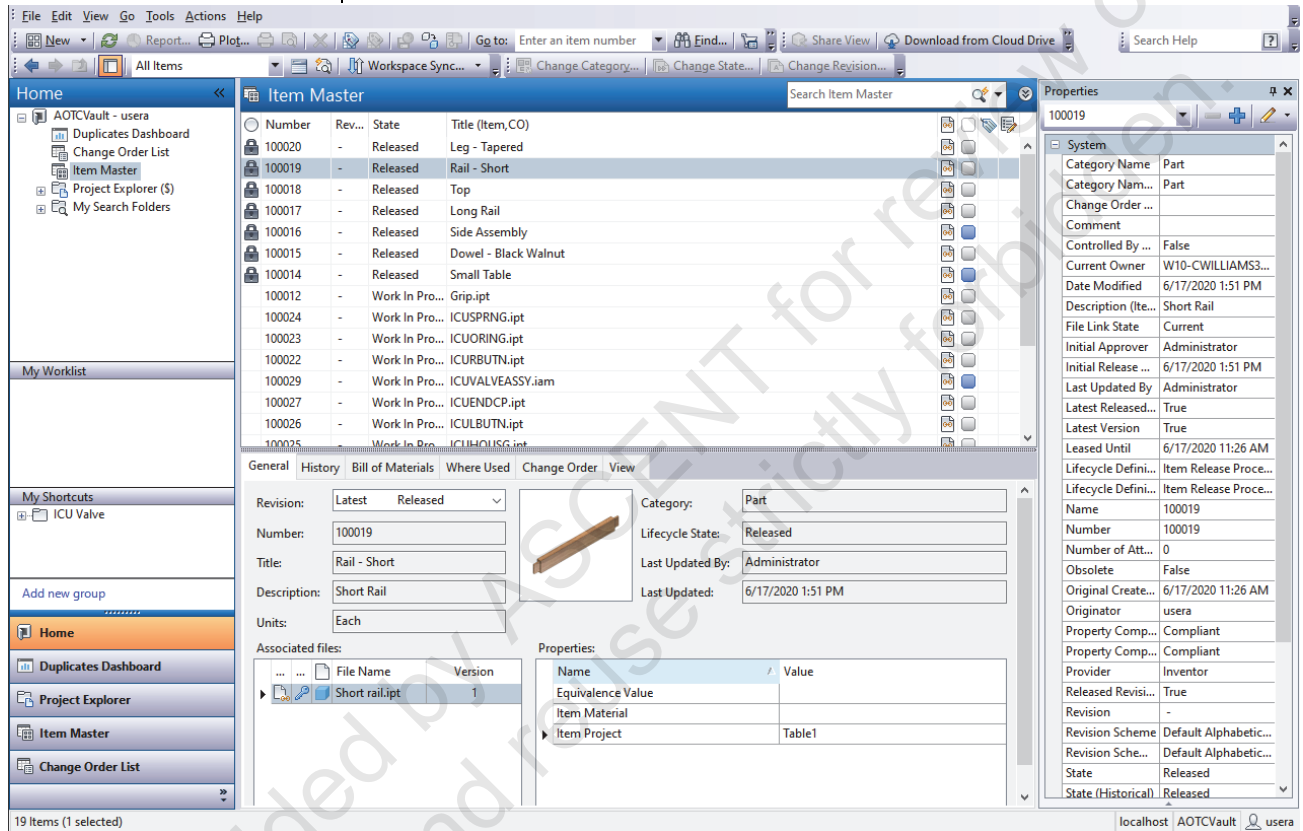 File Edit View Go Tools Actions Help
New Report... Plot... Go to: Enter an item number Find... Share View Download from Cloud Drive Search Help
All Items Workspace Sync... Change Category... Change State... Change Revision...
Home
AOTCVault - usera
Duplicates Dashboard
Change Order List
Item Master
Project Explorer ($)
My Search Folders
My Worklist
My Shortcuts
ICU Valve
Add new group
Home
Duplicates Dashboard
Project Explorer
Item Master
Change Order List
Item Master Search Item Master
Number Rev... State Title (Item,CO)
100020 - Released Leg - Tapered
100019 - Released Rail - Short
100018 - Released Top
100017 - Released Long Rail
100016 - Released Side Assembly
100015 - Released Dowel - Black Walnut
100014 - Released Small Table
100012 - Work In Pro... Grip.ipt
100024 - Work In Pro... ICUSPRNG.ipt
100023 - Work In Pro... ICUORING.ipt
100022 - Work In Pro... ICURBUTN.ipt
100029 - Work In Pro... ICUVALVEASSY.iam
100027 - Work In Pro... ICUENDCP.ipt
100026 - Work In Pro... ICULBUTN.ipt
100025 - Work In Pro... ICUHOUSG.ipt
General History Bill of Materials Where Used Change Order View
Revision: Latest Released Category: Part
Number: 100019 Lifecycle State: Released
Title: Rail - Short Last Updated By: Administrator
Description: Short Rail Last Updated: 6/17/2020 1:51 PM
Units: Each
Associated files: Properties:
... ... File Name Version Name Value
Short rail.ipt 1 Equivalence Value
Item Material
Item Project Table1
Properties
100019
System
Category Name Part
Category Nam... Part
Change Order ...
Comment
Controlled By ... False
Current Owner W10-CWILLIAMS3...
Date Modified 6/17/2020 1:51 PM
Description (Ite... Short Rail
File Link State Current
Initial Approver Administrator
Initial Release ... 6/17/2020 1:51 PM
Last Updated By Administrator
Latest Released... True
Latest Version True
Leased Until 6/17/2020 11:26 AM
Lifecycle Defini... Item Release Proce...
Lifecycle Defini... Item Release Proce...
Name 100019
Number 100019
Number of Att... 0
Obsolete False
Original Create... 6/17/2020 11:26 AM
Originator usera
Property Comp... Compliant
Property Comp... Compliant
Provider Inventor
Released Revisi... True
Revision -
Revision Scheme Default Alphabetic...
Revision Sche... Default Alphabetic...
State Released
State (Historical) Released
19 Items (1 selected) localhost AOTCVault usera
ded by ASCENT for review o
nd reuse strictly forbidden.